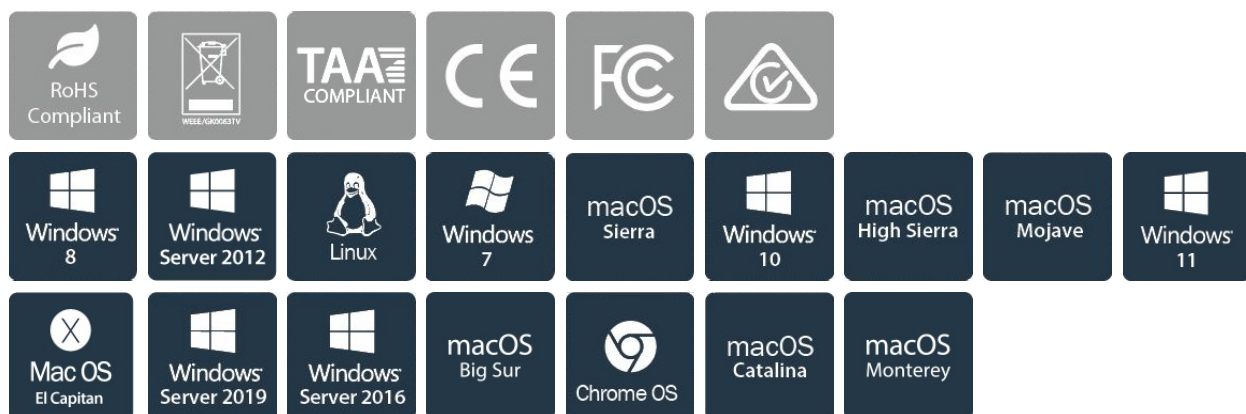 RoHS
Compliant
WEEE/GK0063TV
TAA
COMPLIANT
CE
FC
Windows
8
Windows
Server 2012
Linux
Windows
7
macOS
Sierra
Windows
10
macOS
High Sierra
macOS
Mojave
Windows
11
X
Mac OS
El Capitan
Windows
Server 2019
Windows
Server 2016
macOS
Big Sur
Chrome OS
macOS
Catalina
macOS
Monterey